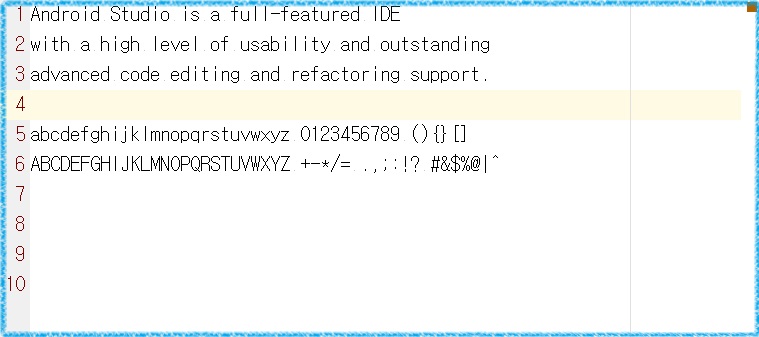 1 Android Studio is a full-featured IDE
2 with a high level of usability and outstanding
3 advanced code editing and refactoring support.
4
5 abcdefghijklmnopqrstuvwxyz 0123456789 (){}[]
6 ABCDEFGHIJKLMNOPQRSTUVWXYZ +-*/= .,;:!? #&$%@|^
7
8
9
10